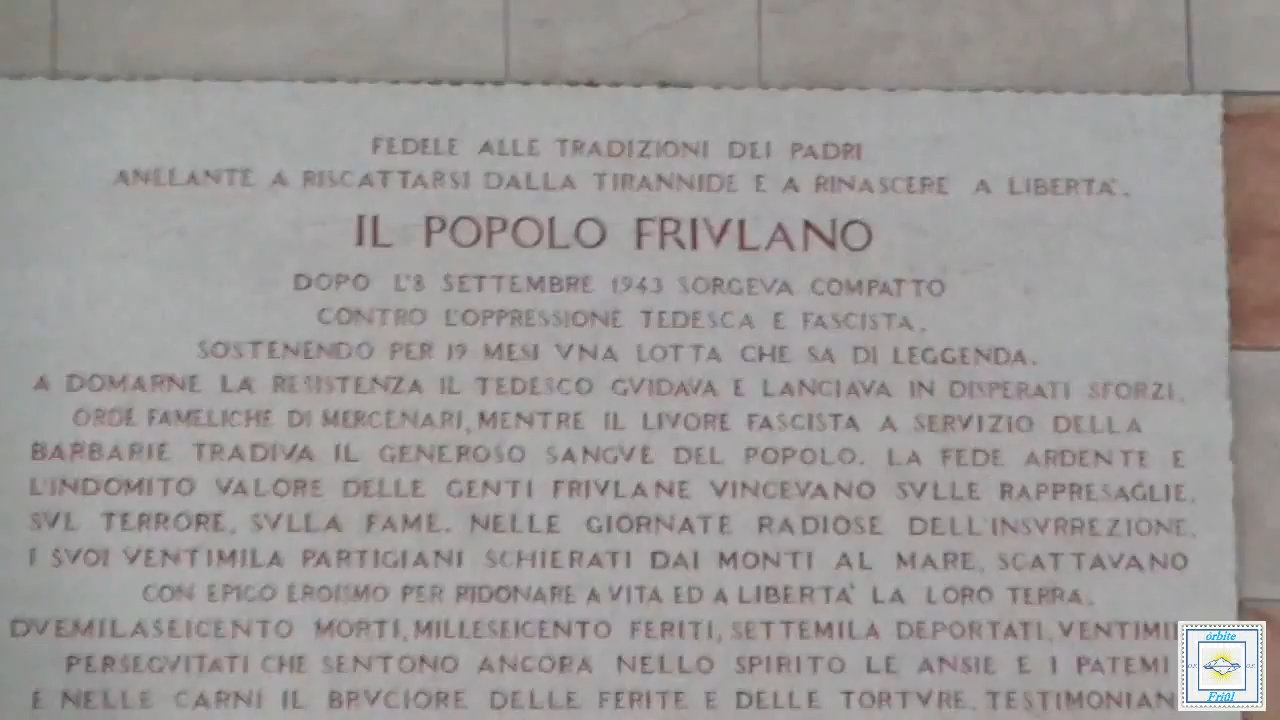 FEDELE ALLE TRADIZIONI DEI PADRI
ANELANTE A RISCATTARSI DALLA TIRANNIDE E A RINASCERE A LIBERTA'.
IL POPOLO FRIVLANO
DOPO L'8 SETTEMBRE 1943 SORGEVA COMPATTO
CONTRO L'OPPRESSIONE TEDESCA E FASCISTA,
SOSTENENDO PER 19 MESI VNA LOTTA CHE SA DI LEGGENDA.
A DOMARNE LA RESISTENZA IL TEDESCO GVIDAVA E LANCIAVA IN DISPERATI SFORZI,
ORDE FAMELICHE DI MERCENARI, MENTRE IL LIVORE FASCISTA A SERVIZIO DELLA
BARBARIE TRADIVA IL GENEROSO SANGVE DEL POPOLO. LA FEDE ARDENTE E
L'INDOMITO VALORE DELLE GENTI FRIVLANE VINCEVANO SVLLE RAPPRESAGLIE,
SVL TERRORE, SVLLA FAME. NELLE GIORNATE RADIOSE DELL'INSVRREZIONE,
I SVOI VENTIMILA PARTIGIANI SCHIERATI DAI MONTI AL MARE, SCATTAVANO
CON EPICO EROISMO PER RIDONARE A VITA ED A LIBERTA' LA LORO TERRA.
DVEMILASEICENTO MORTI, MILLESEICENTO FERITI, SETTEMILA DEPORTATI, VENTIMI
PERSEGVITATI CHE SENTONO ANCORA NELLO SPIRITO LE ANSIE E I PATEMI
E NELLE CARNI IL BRVCIORE DELLE FERITE E DELLE TORTVRE, TESTIMONIAN
órbite
Friûl